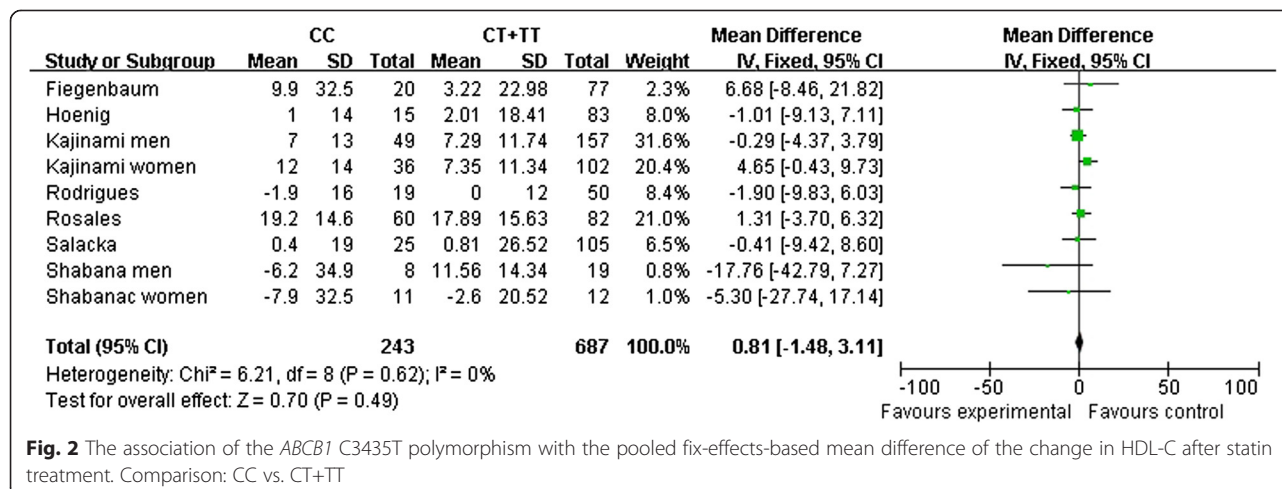 CC CT+TT Mean Difference Mean Difference
Study or Subgroup Mean SD Total Mean SD Total Weight IV, Fixed, 95% CI IV, Fixed, 95% CI
Fiegenbaum 9.9 32.5 20 3.22 22.98 77 2.3% 6.68 [-8.46, 21.82]
Hoenig 1 14 15 2.01 18.41 83 8.0% -1.01 [-9.13, 7.11]
Kajinami men 7 13 49 7.29 11.74 157 31.6% -0.29 [-4.37, 3.79]
Kajinami women 12 14 36 7.35 11.34 102 20.4% 4.65 [-0.43, 9.73]
Rodrigues -1.9 16 19 0 12 50 8.4% -1.90 [-9.83, 6.03]
Rosales 19.2 14.6 60 17.89 15.63 82 21.0% 1.31 [-3.70, 6.32]
Salacka 0.4 19 25 0.81 26.52 105 6.5% -0.41 [-9.42, 8.60]
Shabana men -6.2 34.9 8 11.56 14.34 19 0.8% -17.76 [-42.79, 7.27]
Shabanac women -7.9 32.5 11 -2.6 20.52 12 1.0% -5.30 [-27.74, 17.14]
Total (95% CI) 243 687 100.0% 0.81 [-1.48, 3.11]
Heterogeneity: Chi² = 6.21, df = 8 (P = 0.62); I² = 0%
Test for overall effect: Z = 0.70 (P = 0.49)
-100 -50 0 50 100
Favours experimental Favours control
Fig. 2 The association of the ABCB1 C3435T polymorphism with the pooled fix-effects-based mean difference of the change in HDL-C after statin
treatment. Comparison: CC vs. CT+TT